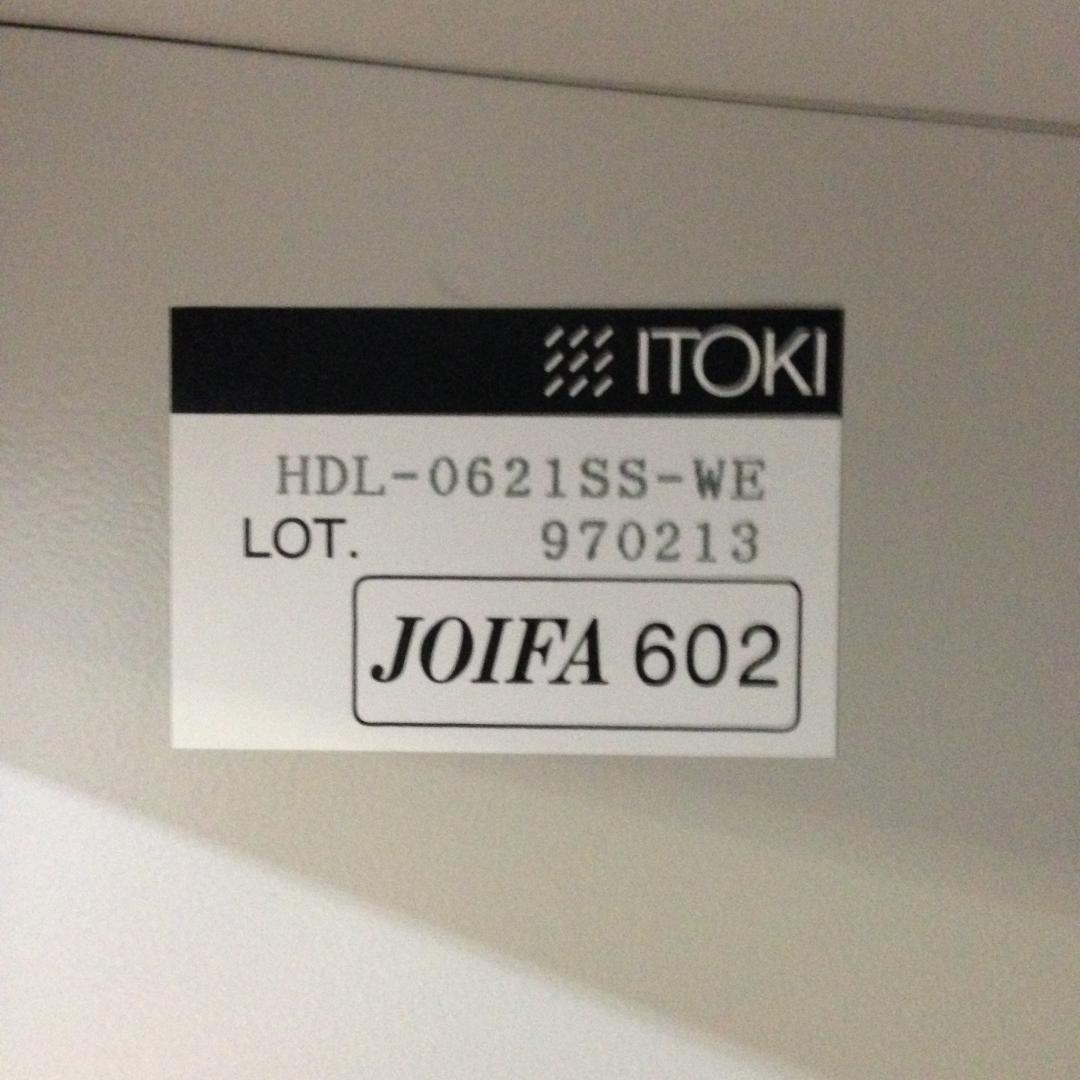 ITOKI
HDL-0621SS-WE
LOT. 970213
JOIFA 602